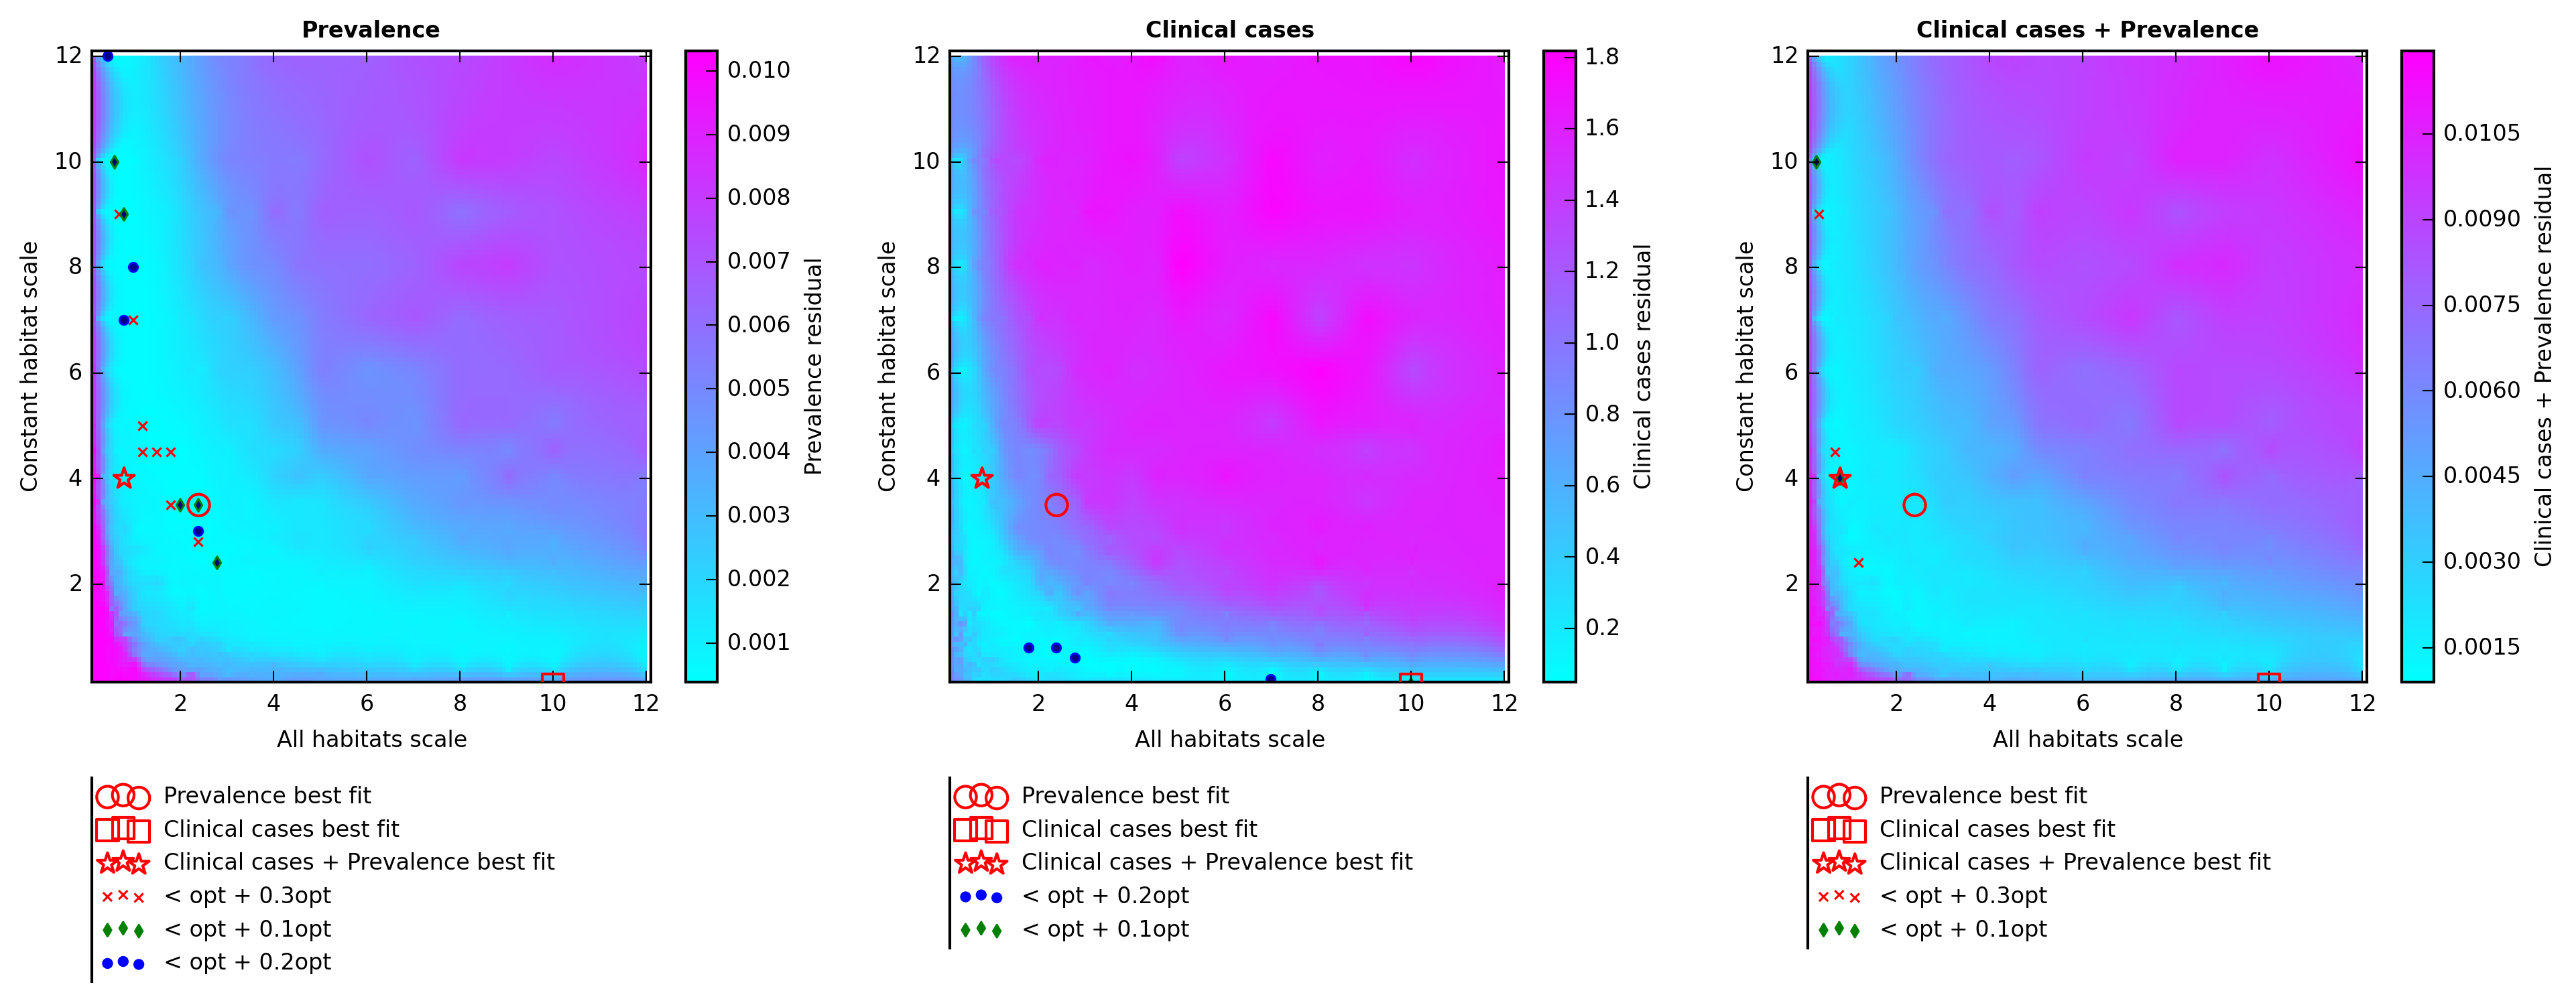 Prevalence
12
10
8
6
4
2
Constant habitat scale
2 4 6 8 10 12
All habitats scale
0.010
0.009
0.008
0.007
0.006
0.005
0.004
0.003
0.002
0.001
Prevalence residual
Prevalence best fit
Clinical cases best fit
Clinical cases + Prevalence best fit
< opt + 0.3opt
< opt + 0.1opt
< opt + 0.2opt
Clinical cases
12
10
8
6
4
2
Constant habitat scale
2 4 6 8 10 12
All habitats scale
1.8
1.6
1.4
1.2
1.0
0.8
0.6
0.4
0.2
Clinical cases residual
Prevalence best fit
Clinical cases best fit
Clinical cases + Prevalence best fit
< opt + 0.2opt
< opt + 0.1opt
Clinical cases + Prevalence
12
10
8
6
4
2
Constant habitat scale
2 4 6 8 10 12
All habitats scale
0.0105
0.0090
0.0075
0.0060
0.0045
0.0030
0.0015
Clinical cases + Prevalence residual
Prevalence best fit
Clinical cases best fit
Clinical cases + Prevalence best fit
< opt + 0.3opt
< opt + 0.1opt